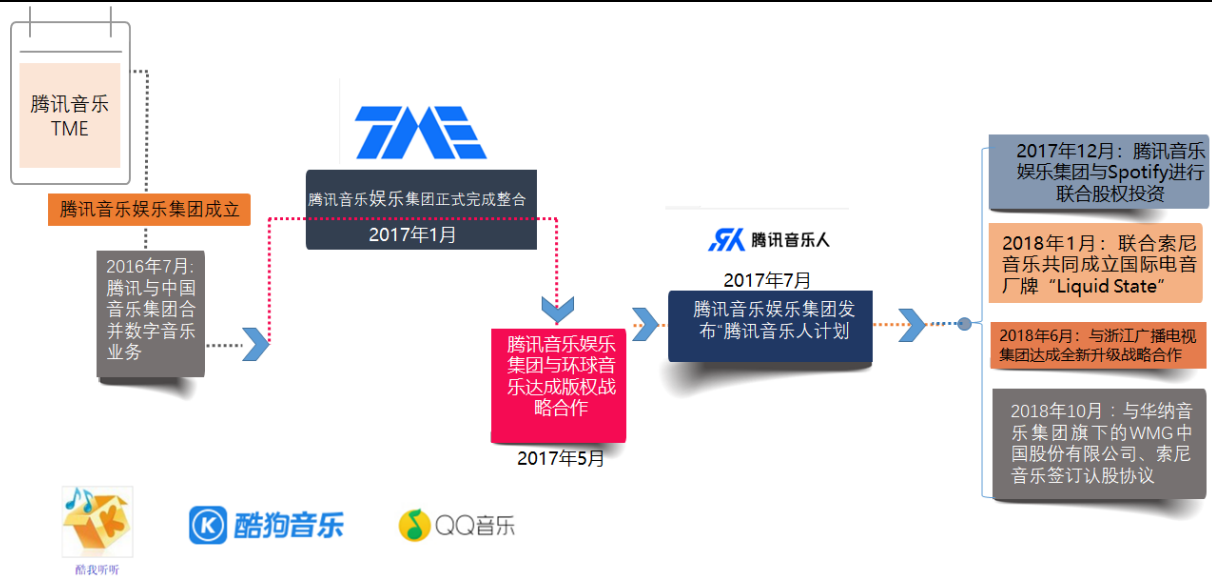 腾讯音乐
TME
腾讯音乐娱乐集团成立
2016年7月:
腾讯与中国
音乐集团合
并数字音乐
业务
TME
腾讯音乐娱乐集团正式完成整合
2017年1月
腾讯音乐娱乐
集团与环球音
乐达成版权战
略合作
2017年5月
腾讯音乐人
2017年7月
腾讯音乐娱乐集团发
布“腾讯音乐人计划
2017年12月：腾讯音乐
娱乐集团与Spotify进行
联合股权投资
2018年1月：联合索尼
音乐共同成立国际电音
厂牌“Liquid State”
2018年6月：与浙江广播电视
集团达成全新升级战略合作
2018年10月：与华纳音
乐集团旗下的WMG中
国股份有限公司、索尼
音乐签订认股协议
K
酷我听听
K 酷狗音乐
QQ音乐